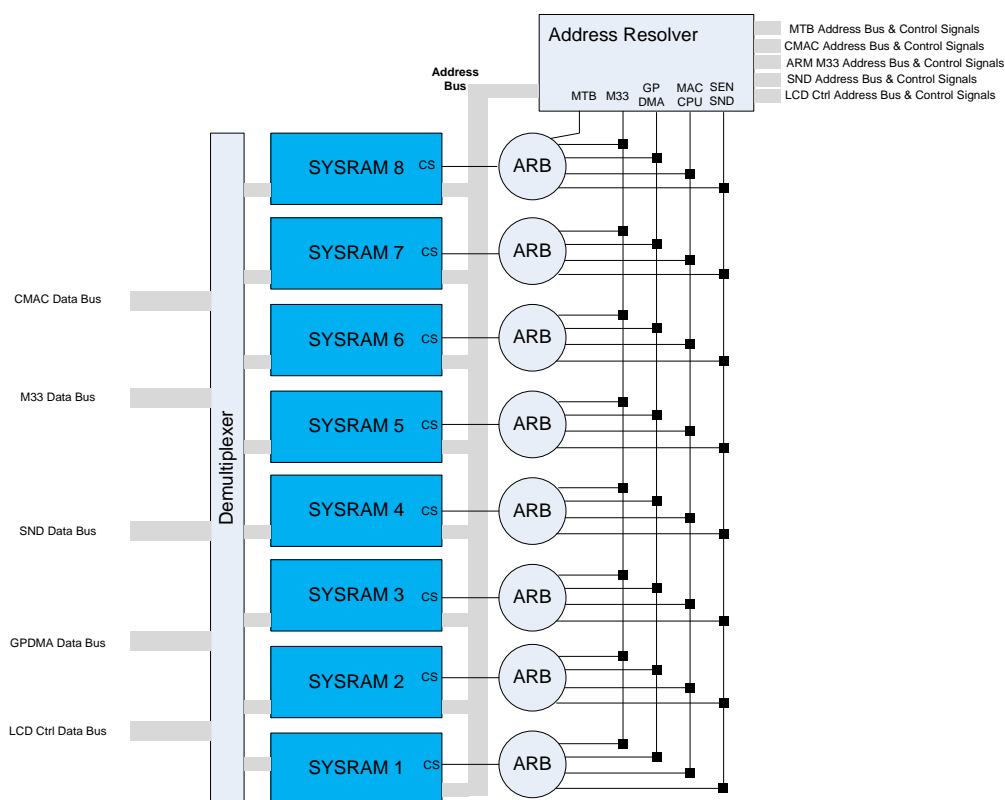 Address Resolver
MTB Address Bus & Control Signals
CMAC Address Bus & Control Signals
ARM M33 Address Bus & Control Signals
SND Address Bus & Control Signals
LCD Ctrl Address Bus & Control Signals
Address
Bus
MTB
M33
GP
DMA
MAC
CPU
SEN
SND
SYSRAM 8
CS
ARB
SYSRAM 7
CS
ARB
CMAC Data Bus
SYSRAM 6
CS
ARB
M33 Data Bus
SYSRAM 5
CS
ARB
Demultiplexer
SYSRAM 4
CS
ARB
SND Data Bus
SYSRAM 3
CS
ARB
GPDMA Data Bus
SYSRAM 2
CS
ARB
LCD Ctrl Data Bus
SYSRAM 1
CS
ARB